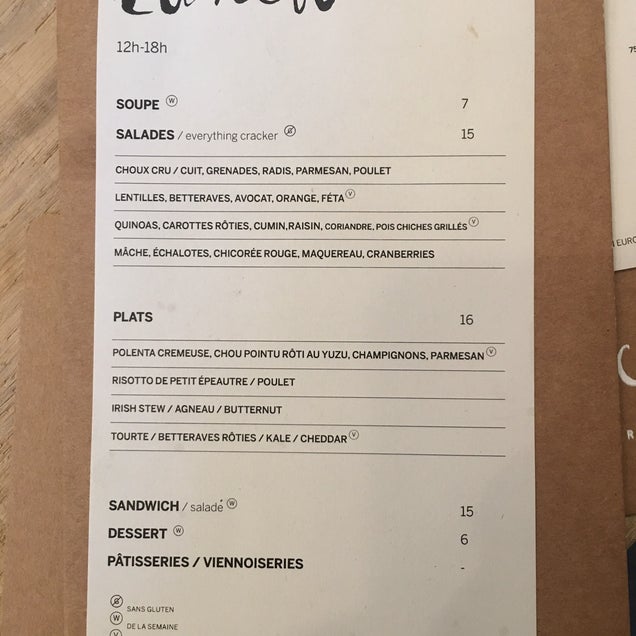 Lunch
12h-18h
SOUPE Ⓦ 7
SALADES / everything cracker 15
CHOUX CRU / CUIT, GRENADES, RADIS, PARMESAN, POULET
LENTILLES, BETTERAVES, AVOCAT, ORANGE, FÉTA Ⓥ
QUINOAS, CAROTTES RÔTIES, CUMIN,RAISIN, CORIANDRE, POIS CHICHES GRILLÉS Ⓥ
MÂCHE, ÉCHALOTES, CHICORÉE ROUGE, MAQUEREAU, CRANBERRIES
PLATS 16
POLENTA CREMEUSE, CHOU POINTU RÔTI AU YUZU, CHAMPIGNONS, PARMESAN Ⓥ
RISOTTO DE PETIT ÉPEAUTRE / POULET
IRISH STEW / AGNEAU / BUTTERNUT
TOURTE / BETTERAVES RÔTIES / KALE / CHEDDAR Ⓥ
SANDWICH / salade Ⓦ 15
DESSERT Ⓦ 6
PÂTISSERIES / VIENNOISERIES -
SANS GLUTEN
Ⓦ DE LA SEMAINE
Ⓥ
75
EURO
C
R